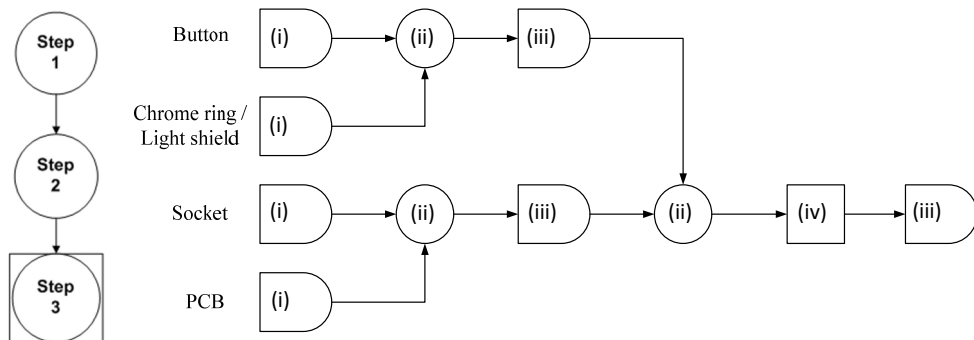 Step
1
Step
2
Step
3
Button
(i)
(ii)
(iii)
Chrome ring /
Light shield
(i)
Socket
(i)
(ii)
(iii)
(ii)
(iv)
(iii)
PCB
(i)